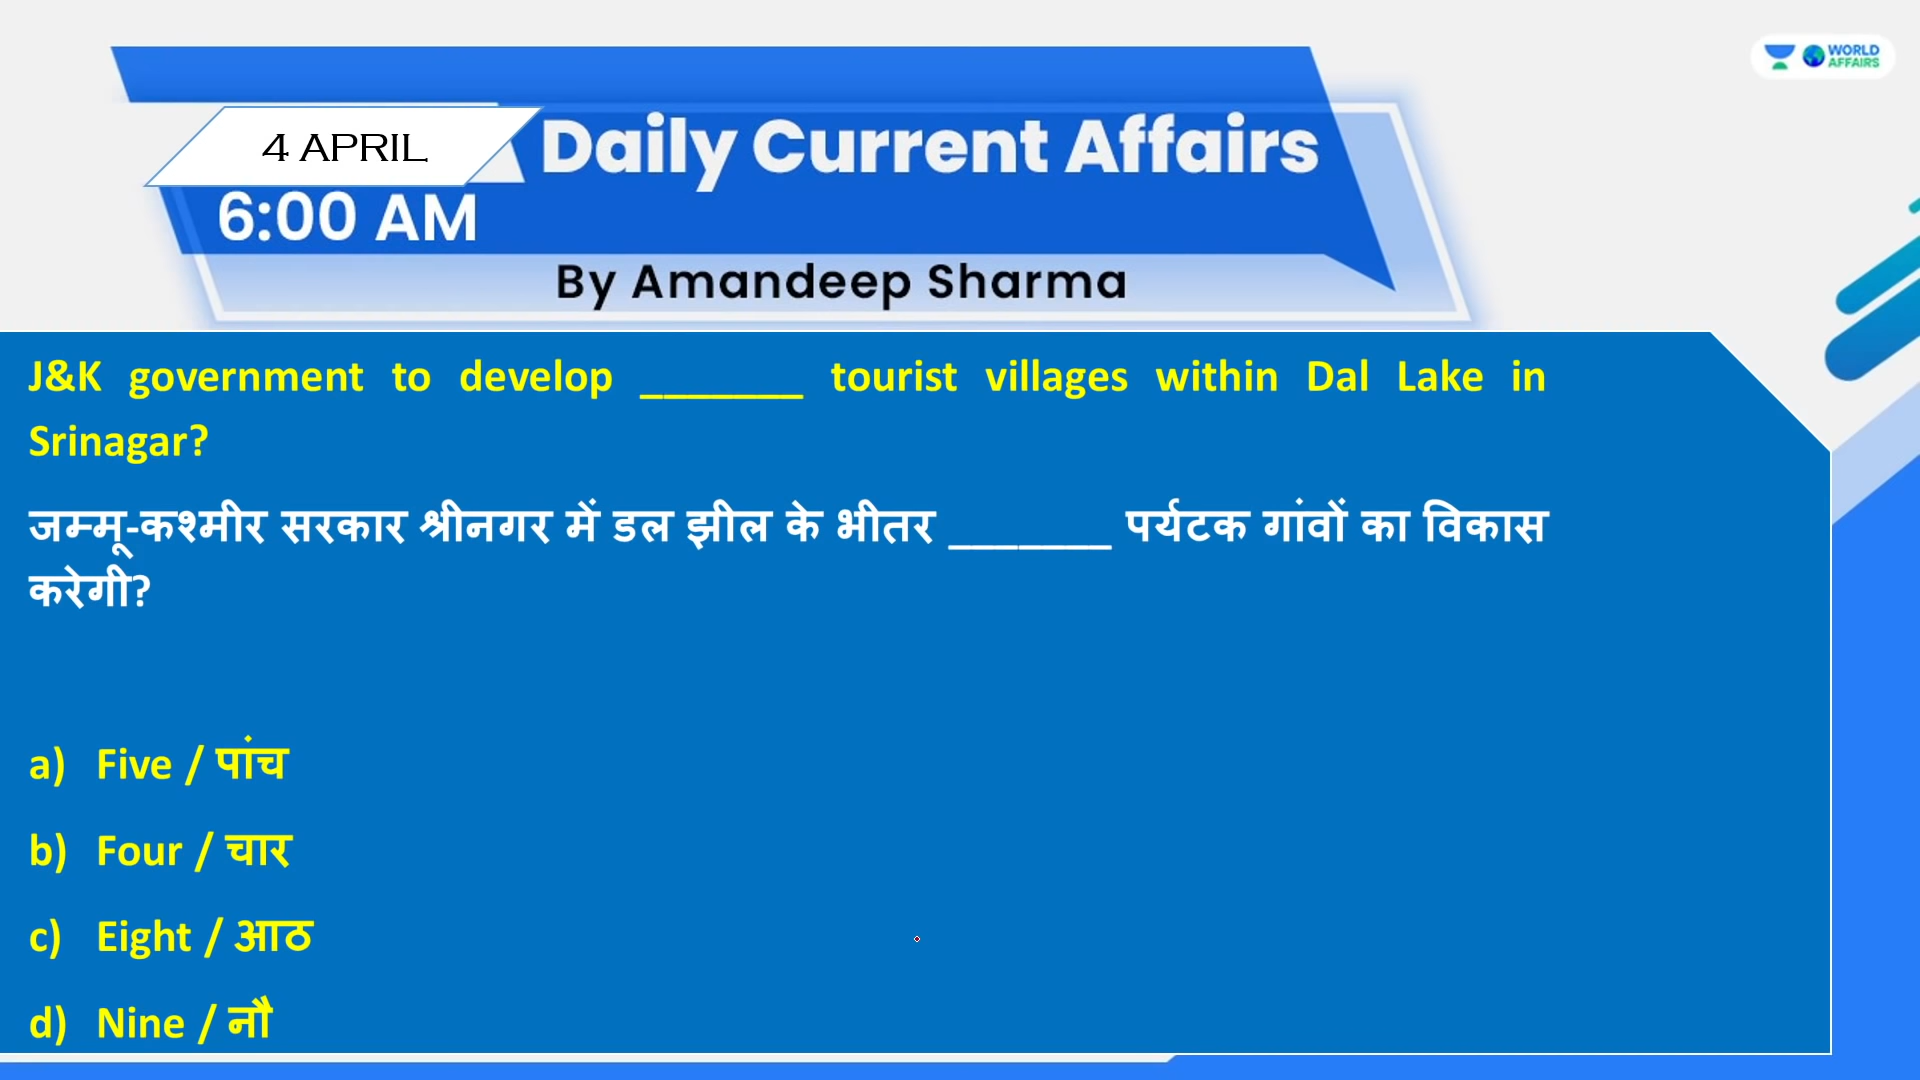 WORLD
AFFAIRS
4 APRIL
Daily Current Affairs
6:00 AM
By Amandeep Sharma
J&K government to develop _______ tourist villages within Dal Lake in
Srinagar?
जम्मू-कश्मीर सरकार श्रीनगर में डल झील के भीतर _______ पर्यटक गांवों का विकास
करेगी?
a) Five / पांच
b) Four / चार
c) Eight / आठ
d) Nine / नौ